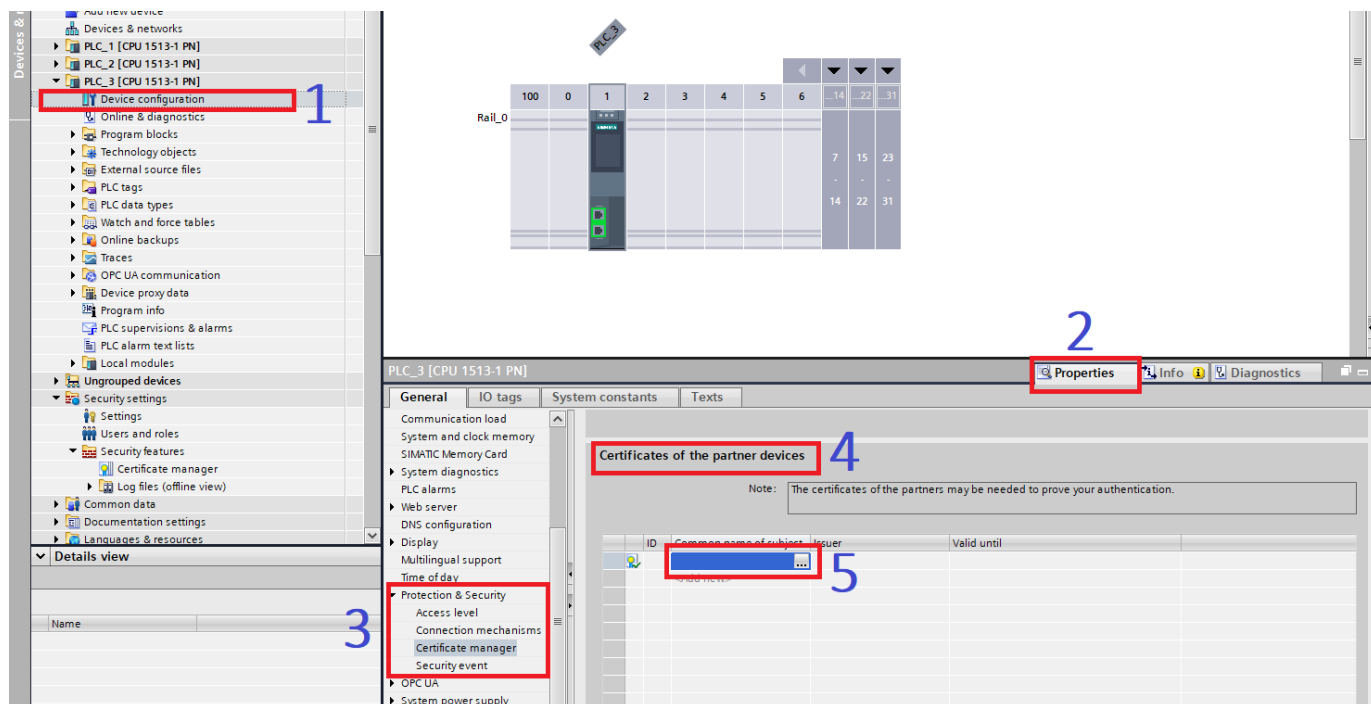 Devices & n
Add new device
Devices & networks
PLC_1 [CPU 1513-1 PN]
PLC_2 [CPU 1513-1 PN]
PLC_3 [CPU 1513-1 PN]
Device configuration
1
Online & diagnostics
Program blocks
Technology objects
External source files
PLC tags
PLC data types
Watch and force tables
Online backups
Traces
OPC UA communication
Device proxy data
Program info
PLC supervisions & alarms
PLC alarm text lists
Local modules
Ungrouped devices
Security settings
Settings
Users and roles
Security features
Certificate manager
Log files (offline view)
Common data
Documentation settings
Languages & resources
Details view
Name
PLC_3
100 0 1 2 3 4 5 6 ...14 ...22 ...31
Rail_0
SIEMENS
7 15 23
- - -
14 22 31
2
PLC_3 [CPU 1513-1 PN]
Properties Info Diagnostics
General IO tags System constants Texts
Communication load
System and clock memory
SIMATIC Memory Card
System diagnostics
PLC alarms
Web server
DNS configuration
Display
Multilingual support
Time of day
3
Protection & Security
Access level
Connection mechanisms
Certificate manager
Security event
OPC UA
System power supply
Certificates of the partner devices
4
Note: The certificates of the partners may be needed to prove your authentication.
ID Common name of subject Issuer Valid until
...
5
<Add new>